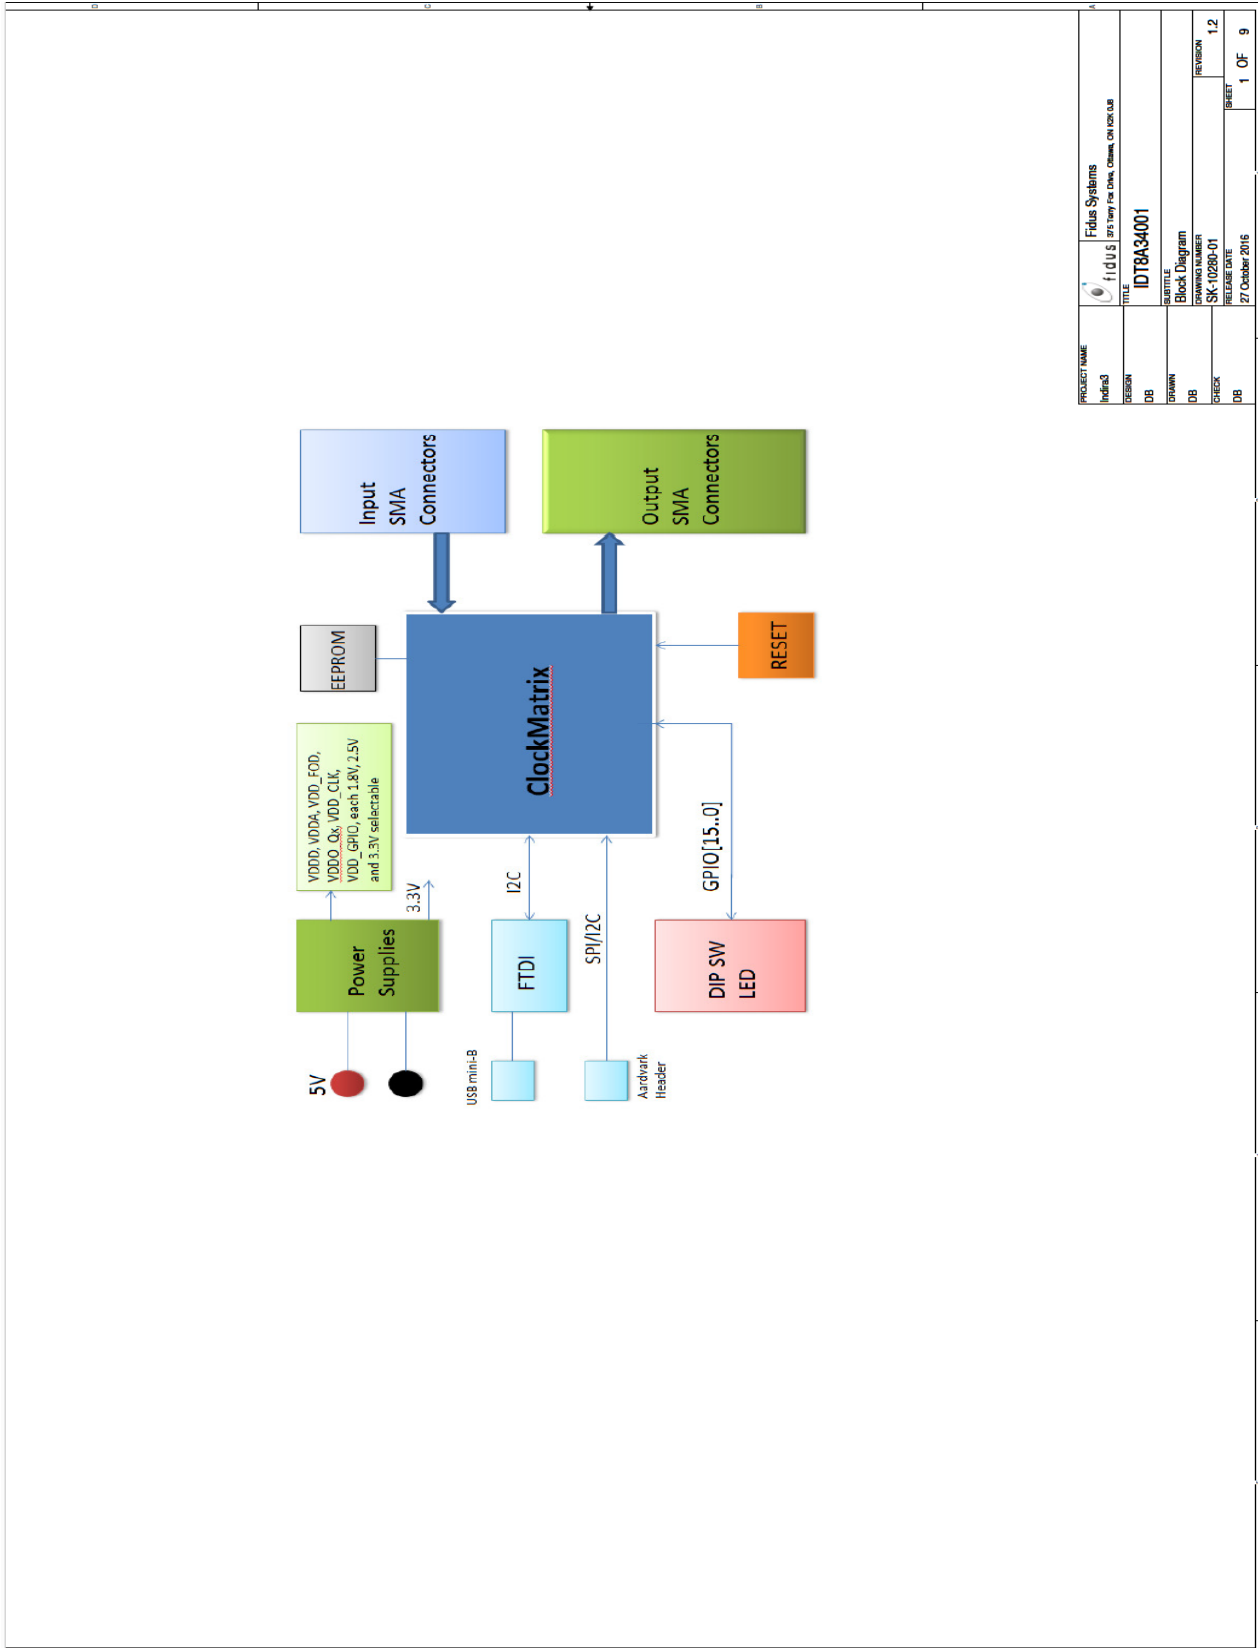 5V
Power
Supplies
3.3V
VDDD, VDDA, VDD_FOD,
VDDO_Qx, VDD_CLK,
VDD_GPIO, each 1.8V, 2.5V
and 3.3V selectable
EEPROM
Input
SMA
Connectors
USB mini-B
FTDI
I2C
ClockMatrix
Output
SMA
Connectors
Aardvark
Header
SPI/I2C
DIP SW
LED
GPIO[15..0]
RESET
PROJECT NAME
Indira3
DESIGN
DB
DRAWN
DB
CHECK
DB
fidus
Fidus Systems
375 Terry Fox Drive, Ottawa, ON K2K 0J8
TITLE
IDT8A34001
SUBTITLE
Block Diagram
DRAWING NUMBER
SK-10280-01
REVISION
1.2
RELEASE DATE
27 October 2016
SHEET
1 OF 9
D
C
B
A